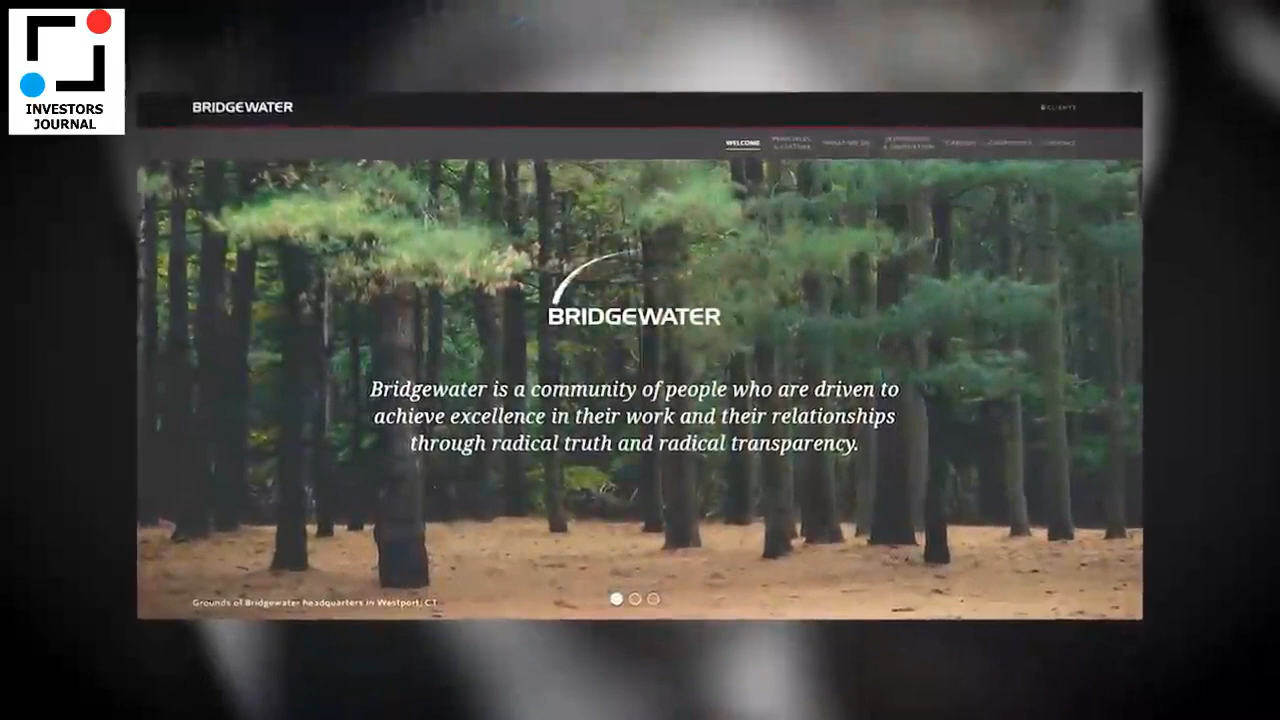 INVESTORS
JOURNAL
BRIDGEWATER
WELCOME
BRIDGEWATER
Bridgewater is a community of people who are driven to
achieve excellence in their work and their relationships
through radical truth and radical transparency.
Grounds of Bridgewater headquarters in Westport, CT